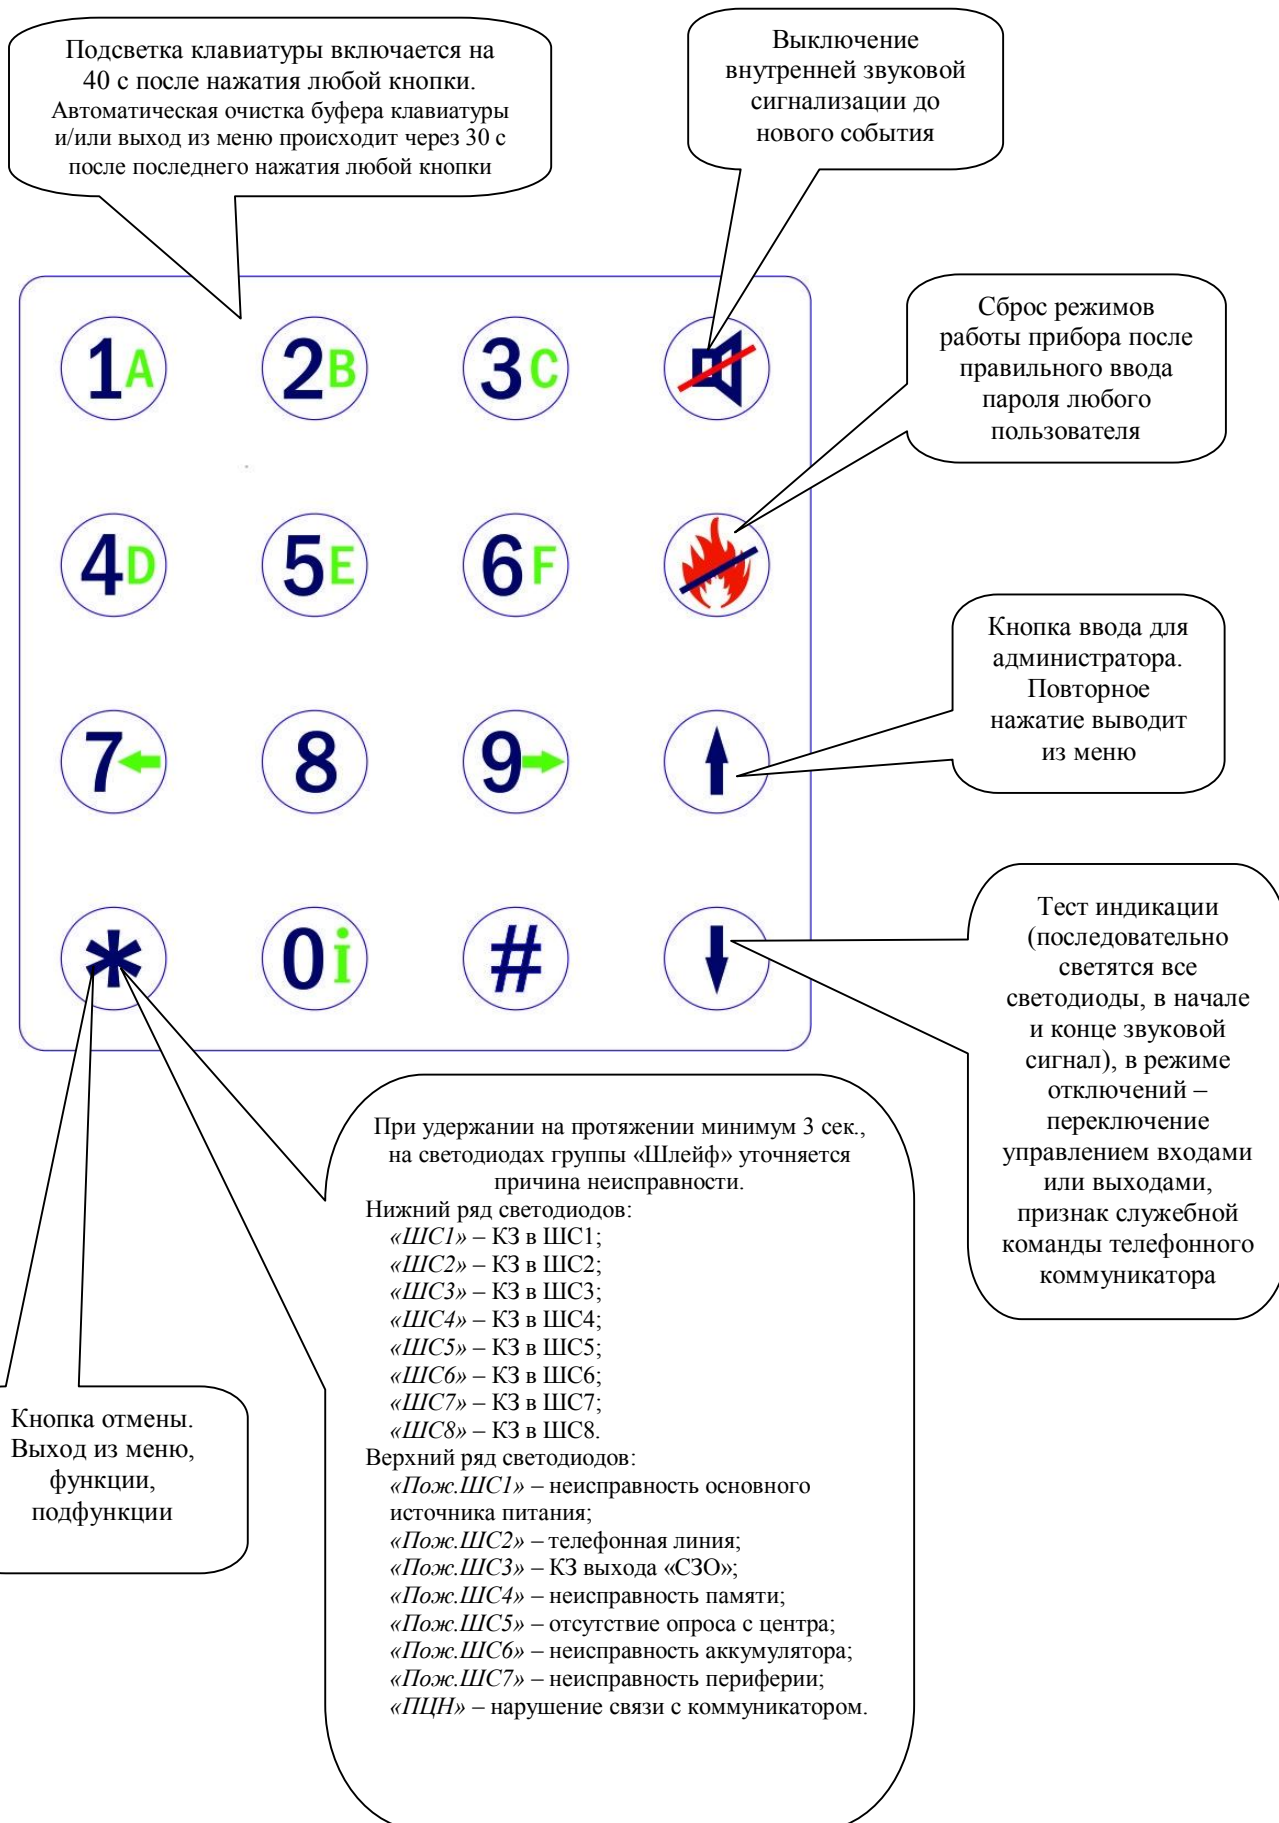 Подсветка клавиатуры включается на
40 с после нажатия любой кнопки.
Автоматическая очистка буфера клавиатуры
и/или выход из меню происходит через 30 с
после последнего нажатия любой кнопки
Выключение
внутренней звуковой
сигнализации до
нового события
1A 2B 3C
Сброс режимов
работы прибора после
правильного ввода
пароля любого
пользователя
4D 5E 6F
Кнопка ввода для
администратора.
Повторное
нажатие выводит
из меню
7← 8 9→ ↑
* 0i # ↓
Тест индикации
(последовательно
светятся все
светодиоды, в начале
и конце звуковой
сигнал), в режиме
отключений –
переключение
управлением входами
или выходами,
признак служебной
команды телефонного
коммуникатора
При удержании на протяжении минимум 3 сек.,
на светодиодах группы «Шлейф» уточняется
причина неисправности.
Нижний ряд светодиодов:
«ШС1» – КЗ в ШС1;
«ШС2» – КЗ в ШС2;
«ШС3» – КЗ в ШС3;
«ШС4» – КЗ в ШС4;
«ШС5» – КЗ в ШС5;
«ШС6» – КЗ в ШС6;
«ШС7» – КЗ в ШС7;
«ШС8» – КЗ в ШС8.
Верхний ряд светодиодов:
«Пож.ШС1» – неисправность основного
источника питания;
«Пож.ШС2» – телефонная линия;
«Пож.ШС3» – КЗ выхода «СЗО»;
«Пож.ШС4» – неисправность памяти;
«Пож.ШС5» – отсутствие опроса с центра;
«Пож.ШС6» – неисправность аккумулятора;
«Пож.ШС7» – неисправность периферии;
«ПЦН» – нарушение связи с коммуникатором.
Кнопка отмены.
Выход из меню,
функции,
подфункции